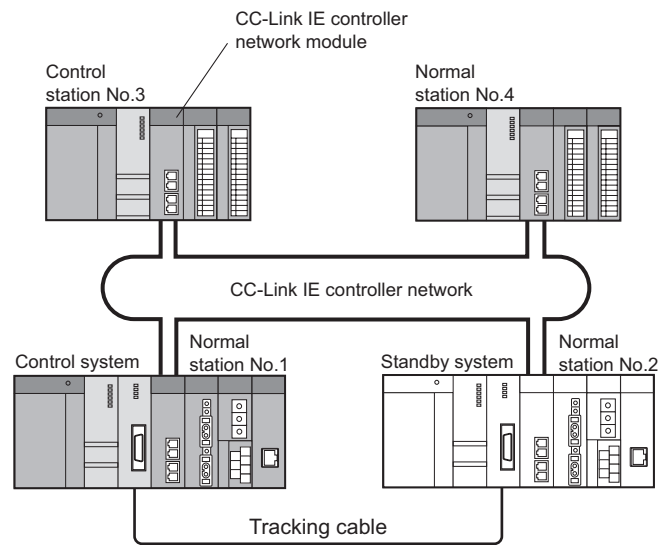 CC-Link IE controller
network module
Control
station No.3
Normal
station No.4
CC-Link IE controller network
Control system
Normal
station No.1
Standby system
Normal
station No.2
Tracking cable